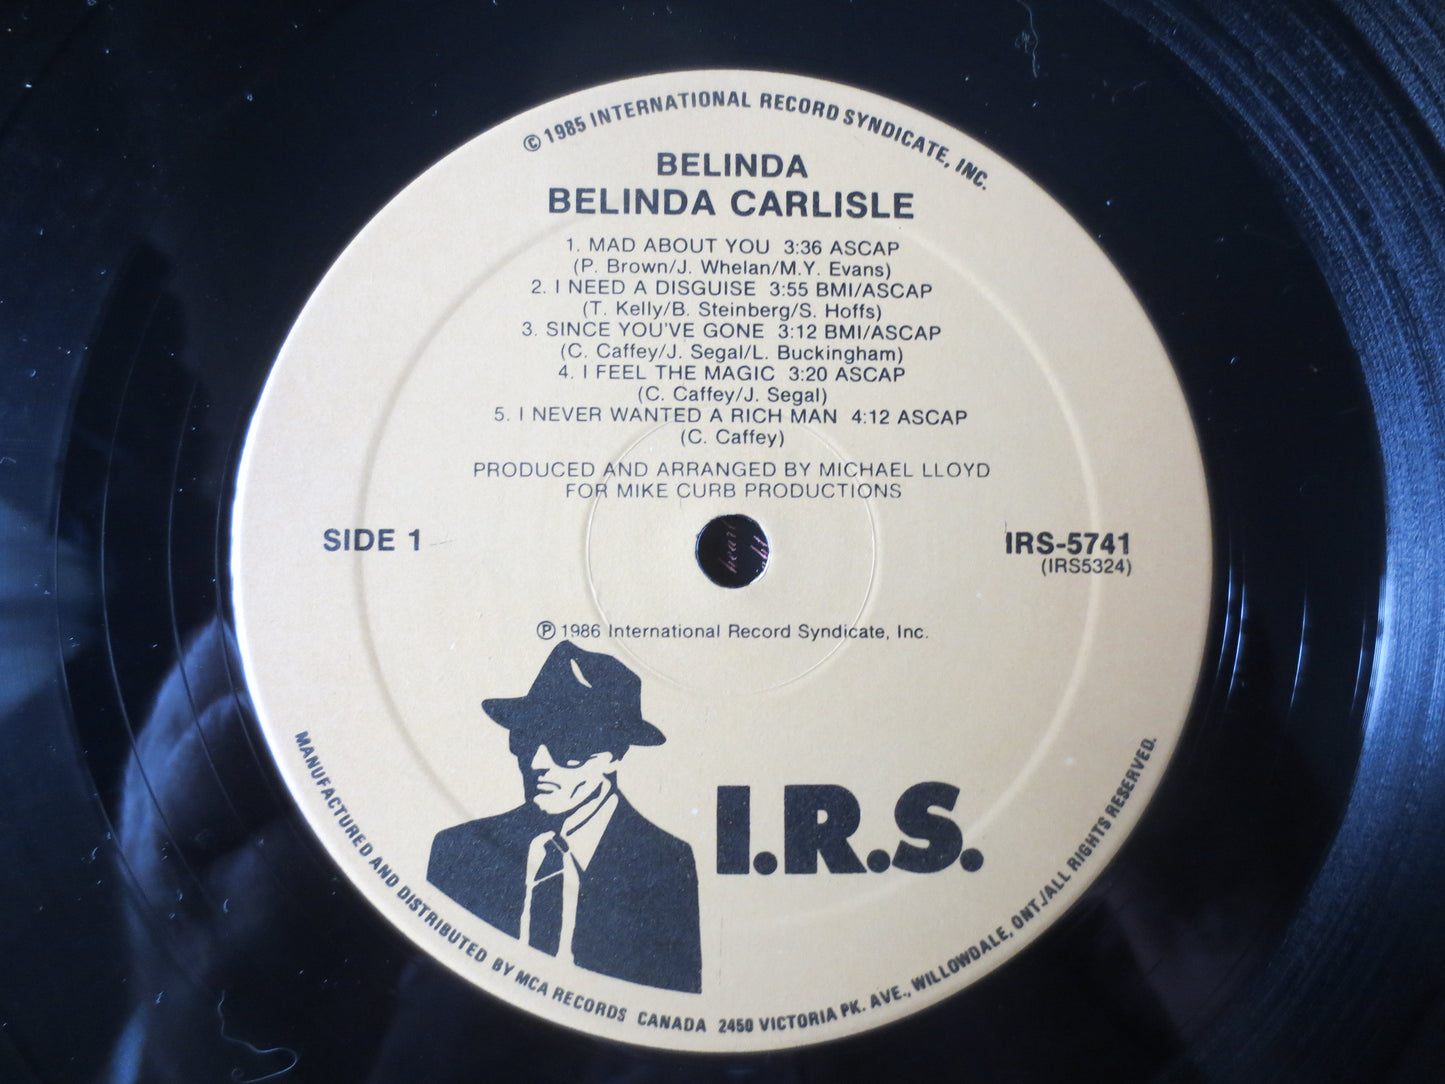 © 1985 INTERNATIONAL RECORD SYNDICATE, INC.
BELINDA
BELINDA CARLISLE
1. MAD ABOUT YOU 3:36 ASCAP
(P. Brown/J. Whelan/M.Y. Evans)
2. I NEED A DISGUISE 3:55 BMI/ASCAP
(T. Kelly/B. Steinberg/S. Hoffs)
3. SINCE YOU'VE GONE 3:12 BMI/ASCAP
(C. Caffey/J. Segal/L. Buckingham)
4. I FEEL THE MAGIC 3:20 ASCAP
(C. Caffey/J. Segal)
5. I NEVER WANTED A RICH MAN 4:12 ASCAP
(C. Caffey)
PRODUCED AND ARRANGED BY MICHAEL LLOYD
FOR MIKE CURB PRODUCTIONS
SIDE 1
IRS-5741
(IRS5324)
heart
℗ 1986 International Record Syndicate, Inc.
I.R.S.
MANUFACTURED AND DISTRIBUTED BY MCA RECORDS CANADA 2450 VICTORIA PK. AVE., WILLOWDALE, ONT./ALL RIGHTS RESERVED.